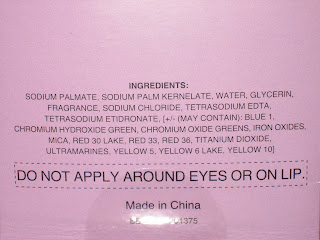 INGREDIENTS:
SODIUM PALMATE, SODIUM PALM KERNELATE, WATER, GLYCERIN,
FRAGRANCE, SODIUM CHLORIDE, TETRASODIUM EDTA,
TETRASODIUM ETIDRONATE, [+/- (MAY CONTAIN): BLUE 1,
CHROMIUM HYDROXIDE GREEN, CHROMIUM OXIDE GREENS, IRON OXIDES,
MICA, RED 30 LAKE, RED 33, RED 36, TITANIUM DIOXIDE,
ULTRAMARINES, YELLOW 5, YELLOW 6 LAKE, YELLOW 10]
DO NOT APPLY AROUND EYES OR ON LIP.
Made in China